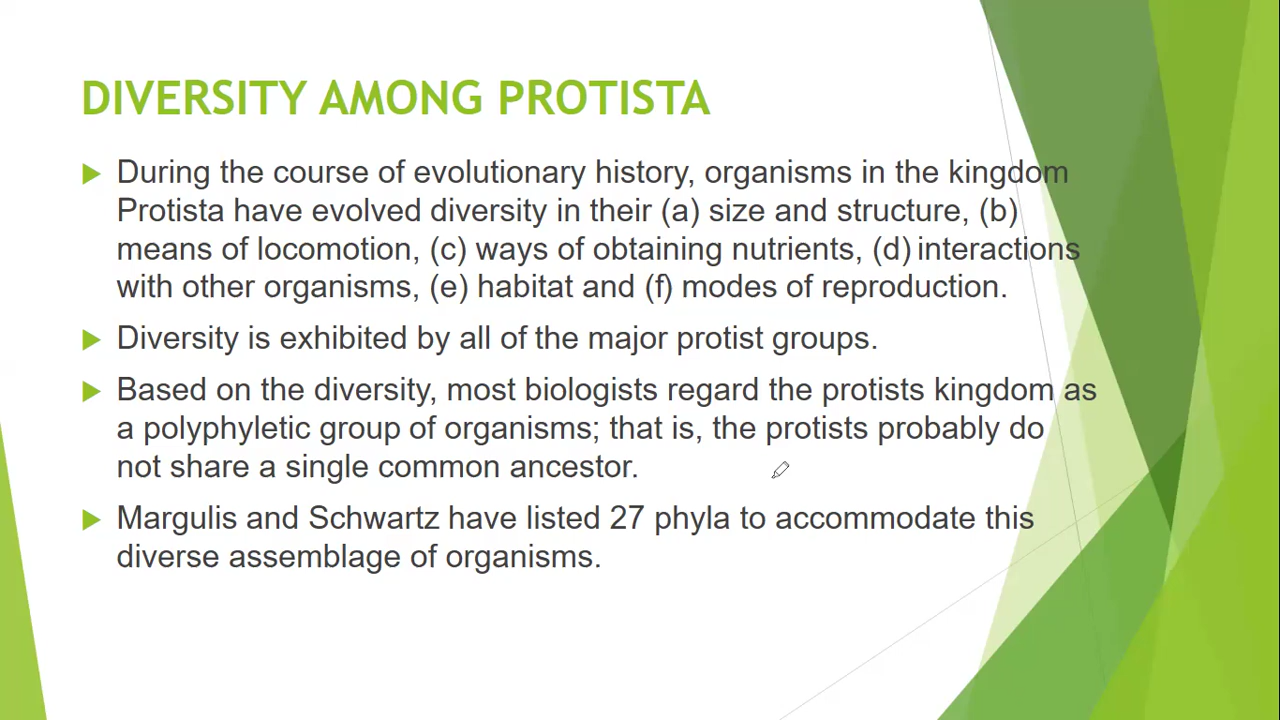 DIVERSITY AMONG PROTISTA
During the course of evolutionary history, organisms in the kingdom
Protista have evolved diversity in their (a) size and structure, (b)
means of locomotion, (c) ways of obtaining nutrients, (d) interactions
with other organisms, (e) habitat and (f) modes of reproduction.
Diversity is exhibited by all of the major protist groups.
Based on the diversity, most biologists regard the protists kingdom as
a polyphyletic group of organisms; that is, the protists probably do
not share a single common ancestor.
Margulis and Schwartz have listed 27 phyla to accommodate this
diverse assemblage of organisms.